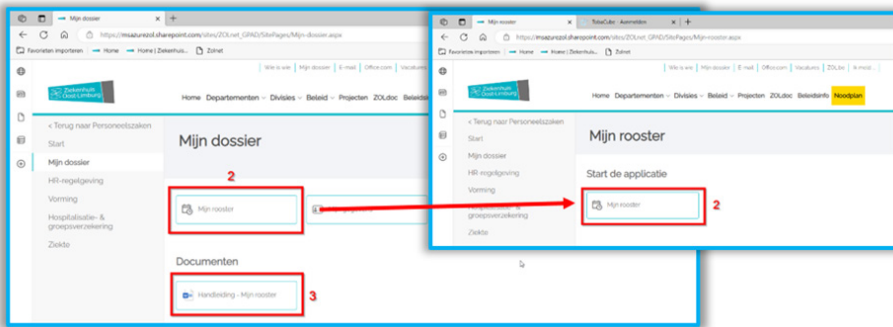 Mijn dossier
https://msazurezol.sharepoint.com/sites/ZOLnet_GPAD/SitePages/Mijn-dossier.aspx
Favorieten importeren Home Home | Ziekenhuis... Zolnet
Wie is wie Mijn dossier E-mail Office.com Vacatures
Ziekenhuis
Oost-Limburg
Home Departementen Divisies Beleid Projecten ZOLdoc
< Terug naar Personeelszaken
Start
Mijn dossier
HR-regelgeving
Vorming
Hospitalisatie- &
groepsverzekering
Ziekte
Mijn dossier
2
Mijn rooster
Documenten
Handleiding - Mijn rooster
3
Mijn rooster TobaCube - Aanmelden
https://msazurezol.sharepoint.com/sites/ZOLnet_GPAD/SitePages/Mijn-rooster.aspx
Favorieten importeren Home Home | Ziekenhuis... Zolnet
Wie is wie Mijn dossier E-mail Office.com Vacatures ZOL.be
Ziekenhuis
Oost-Limburg
Home Departementen Divisies Beleid Projecten ZOLdoc Beleidsinfo Noodplan
< Terug naar Personeelszaken
Start
Mijn dossier
HR-regelgeving
Vorming
groepsverzekering
Ziekte
Mijn rooster
Start de applicatie
Mijn rooster
2